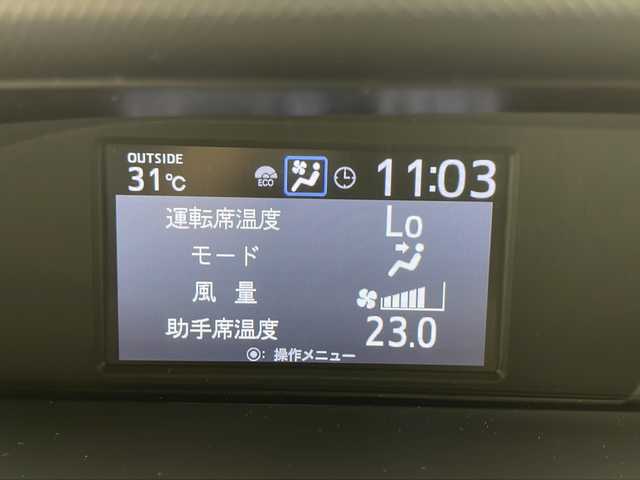 OUTSIDE
31℃ ECO 11:03
運転席温度 Lo
モード
風 量
助手席温度 23.0
◉: 操作メニュー